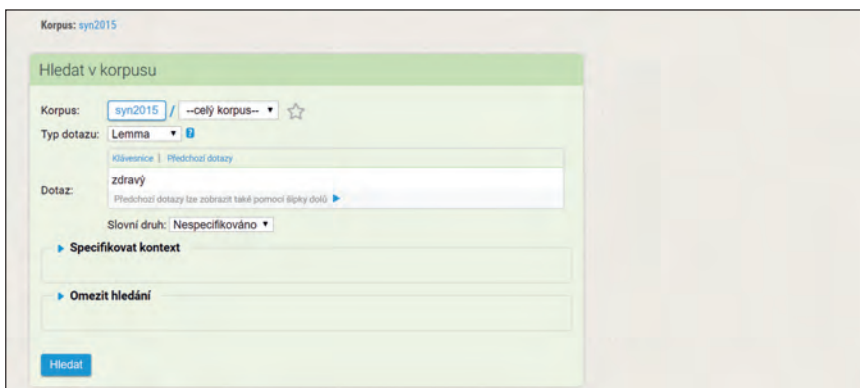 Korpus: syn2015
Hledat v korpusu
Korpus: syn2015 / --celý korpus--
Typ dotazu: Lemma ?
Klávesnice | Předchozí dotazy
zdravý
Dotaz:
Předchozí dotazy lze zobrazit také pomocí šipky dolů
Slovní druh: Nespecifikováno
Specifikovat kontext
Omezit hledání
Hledat